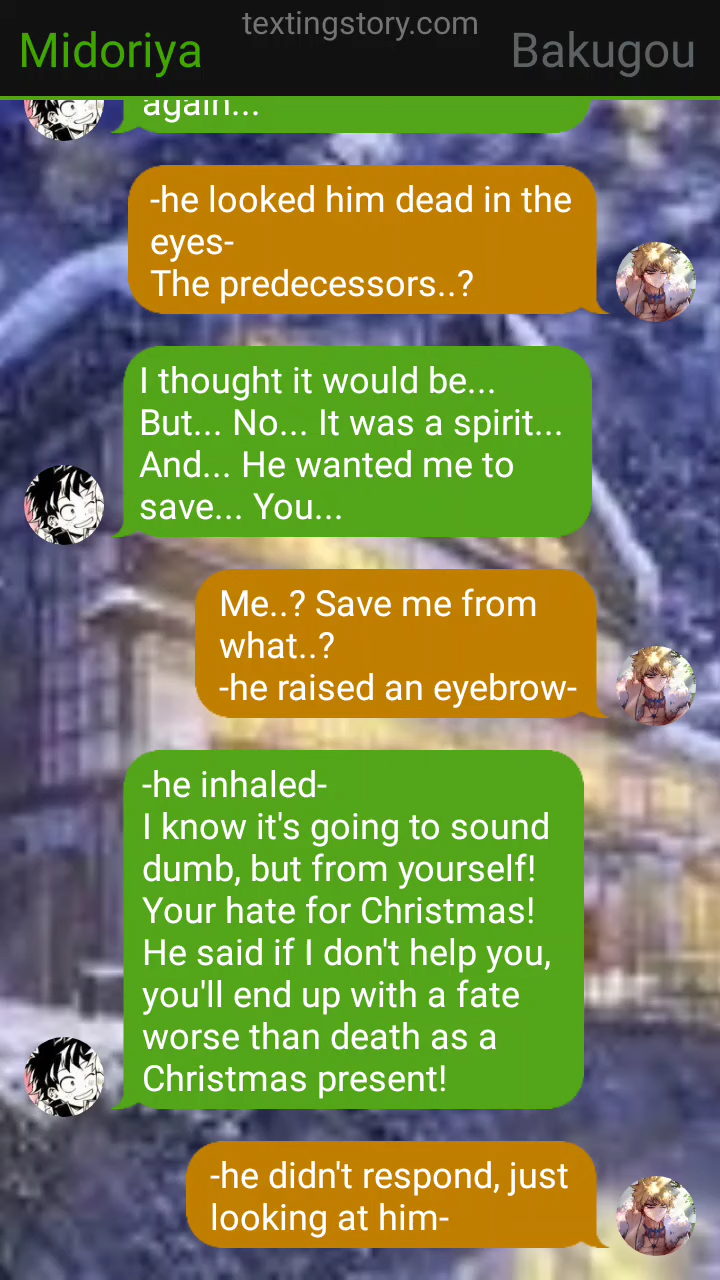 textingstory.com
Midoriya
Bakugou
again...
-he looked him dead in the
eyes-
The predecessors..?
I thought it would be...
But... No... It was a spirit...
And... He wanted me to
save... You...
Me..? Save me from
what..?
-he raised an eyebrow-
-he inhaled-
I know it's going to sound
dumb, but from yourself!
Your hate for Christmas!
He said if I don't help you,
you'll end up with a fate
worse than death as a
Christmas present!
-he didn't respond, just
looking at him-